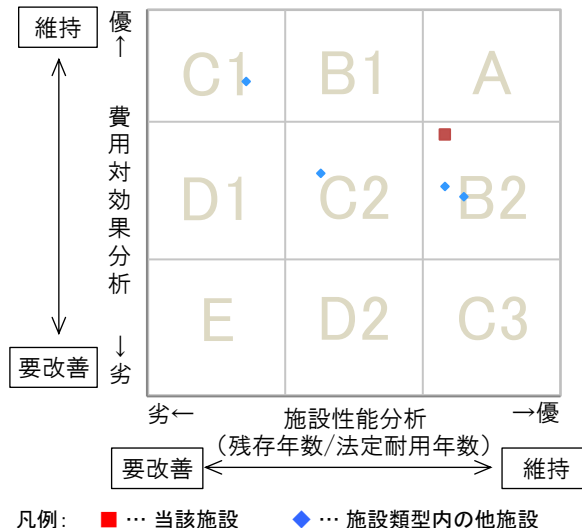 維持
優
↑
費用対効果分析
↓
劣
要改善
C1 B1 A
D1 C2 B2
E D2 C3
劣← 施設性能分析 →優
(残存年数/法定耐用年数)
要改善 維持
凡例: ■ … 当該施設 ◆ … 施設類型内の他施設